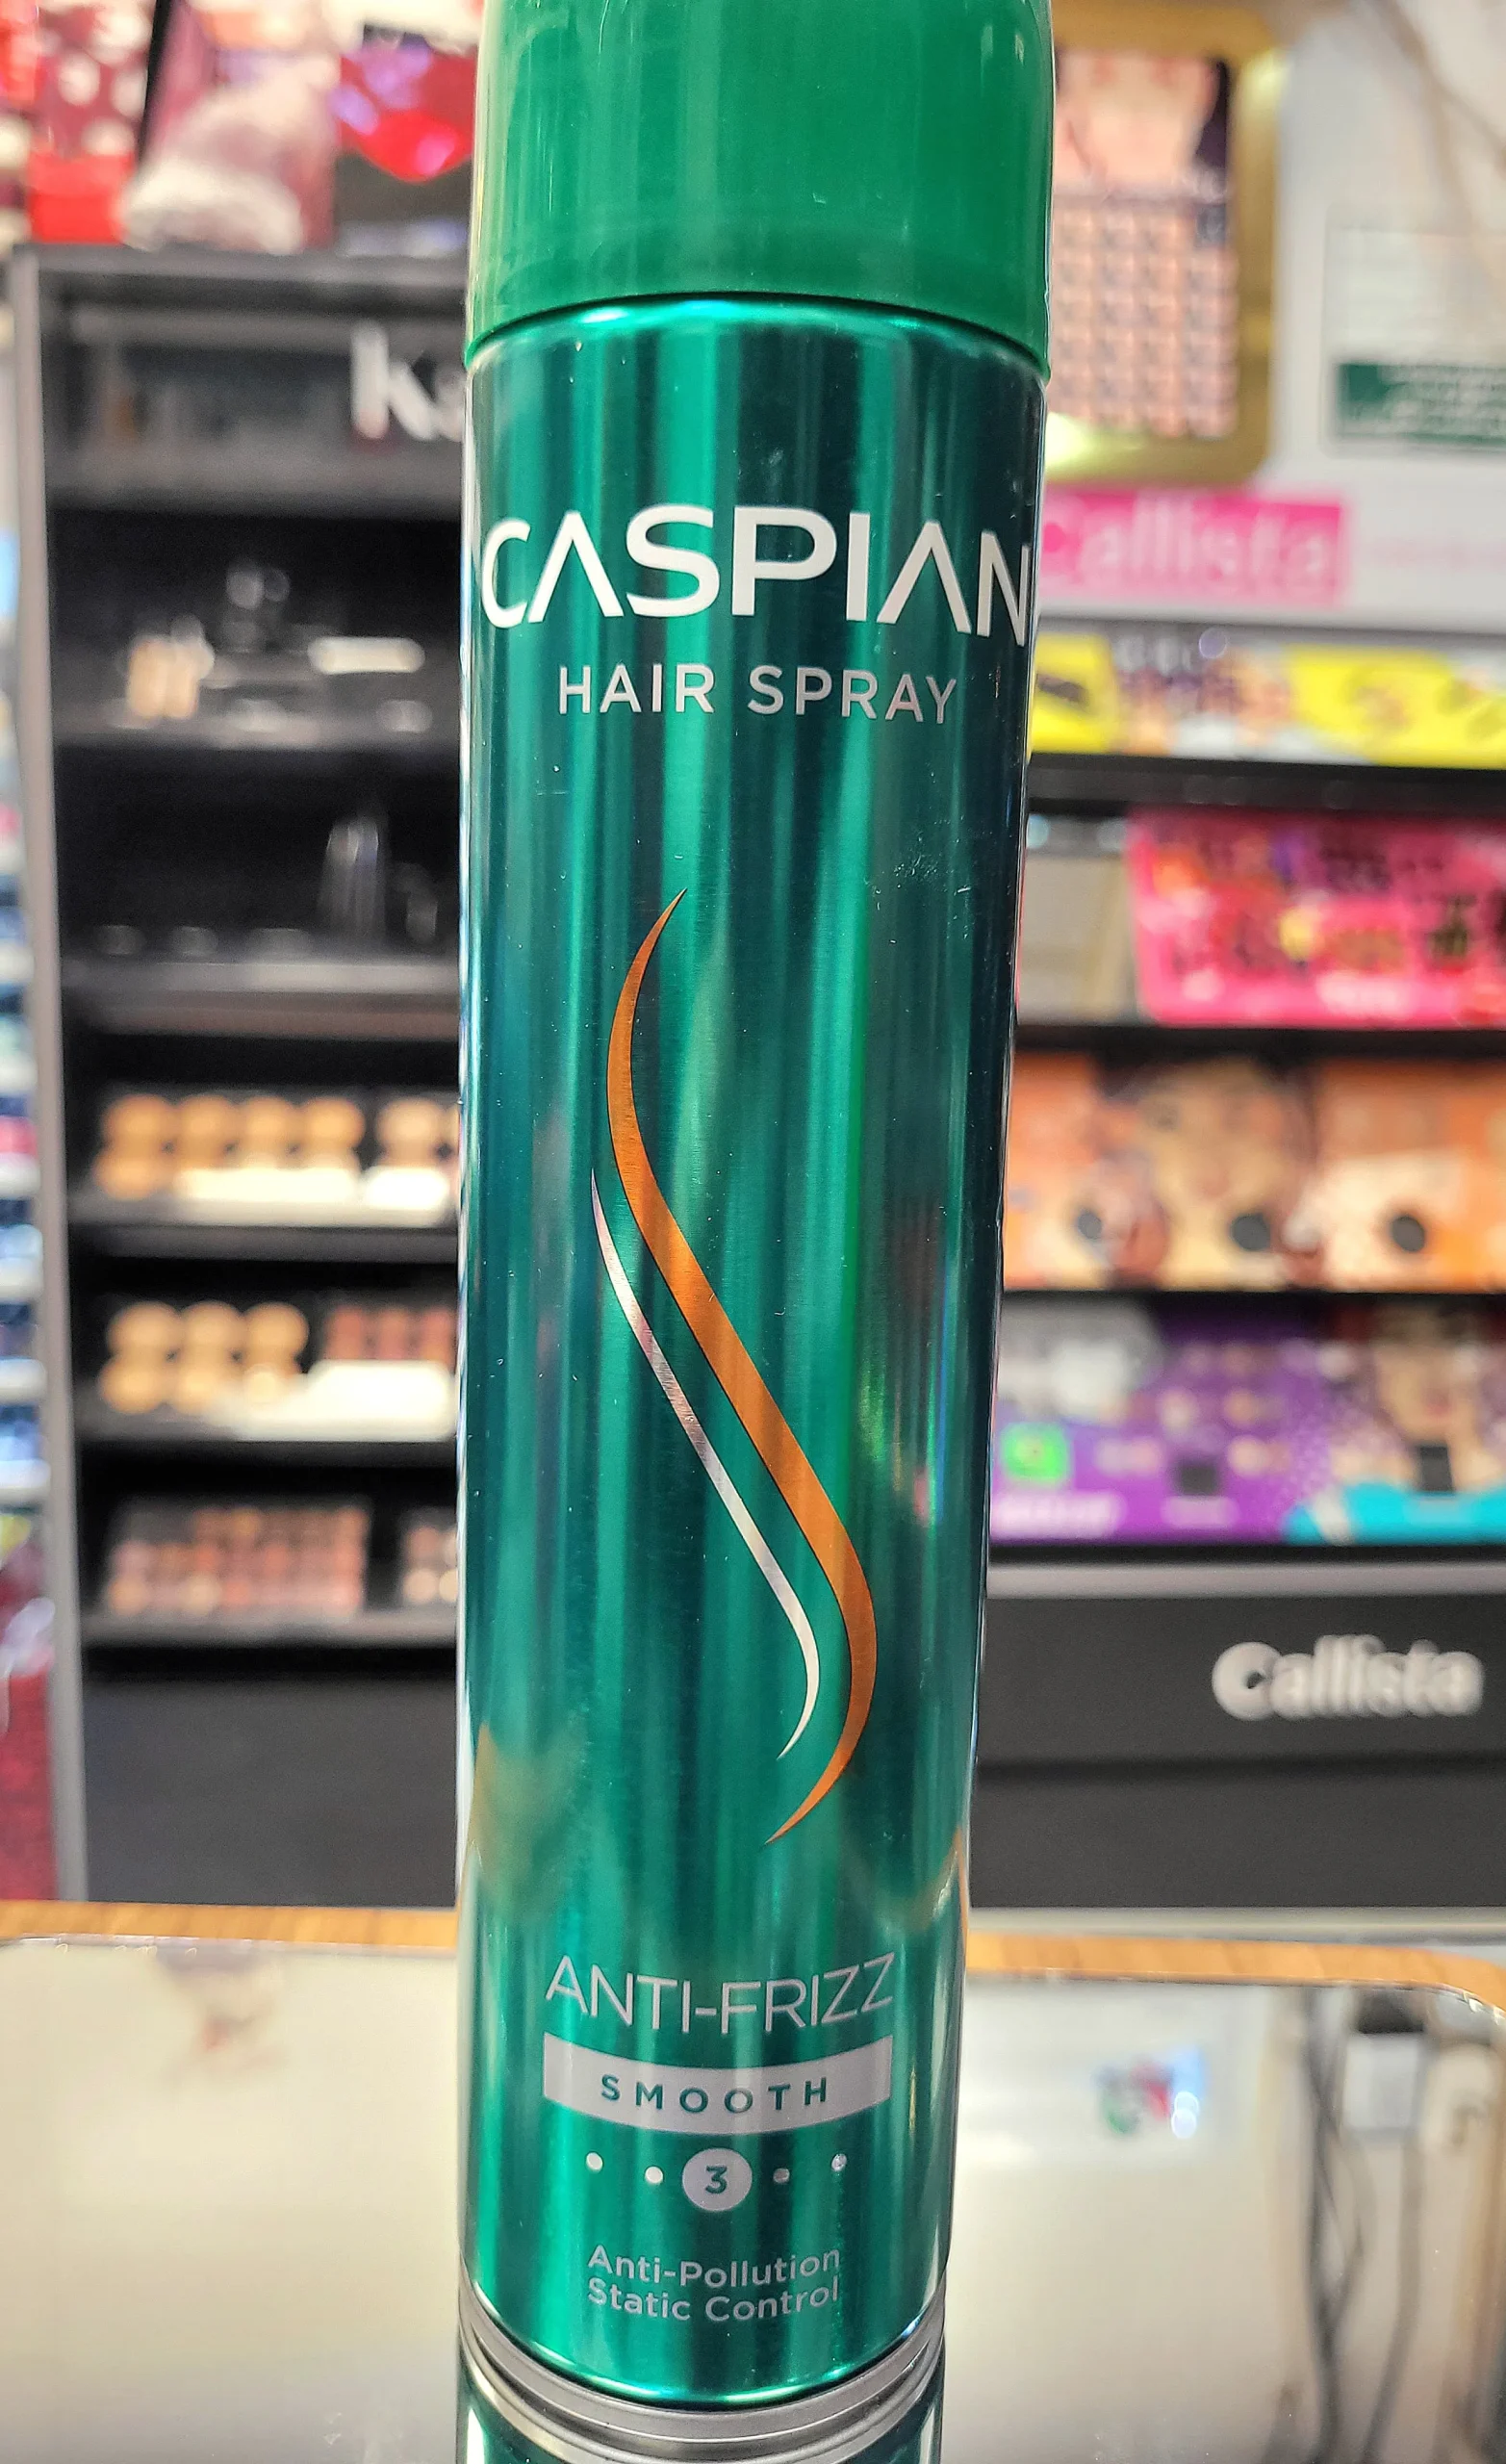 CASPIAN
HAIR SPRAY
ANTI-FRIZZ
SMOOTH
3
Anti-Pollution
Static Control
Callista
Callista